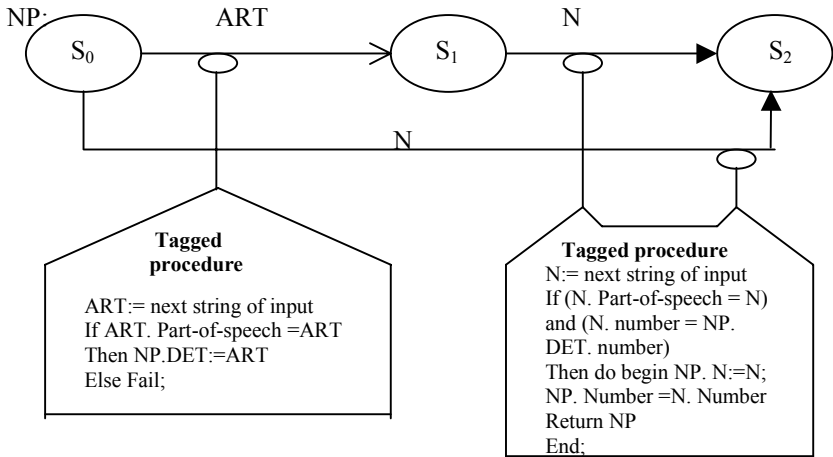 NP:
ART
N
S0
S1
S2
N
Tagged
procedure
ART:= next string of input
If ART. Part-of-speech =ART
Then NP.DET:=ART
Else Fail;
Tagged procedure
N:= next string of input
If (N. Part-of-speech = N)
and (N. number = NP.
DET. number)
Then do begin NP. N:=N;
NP. Number =N. Number
Return NP
End;